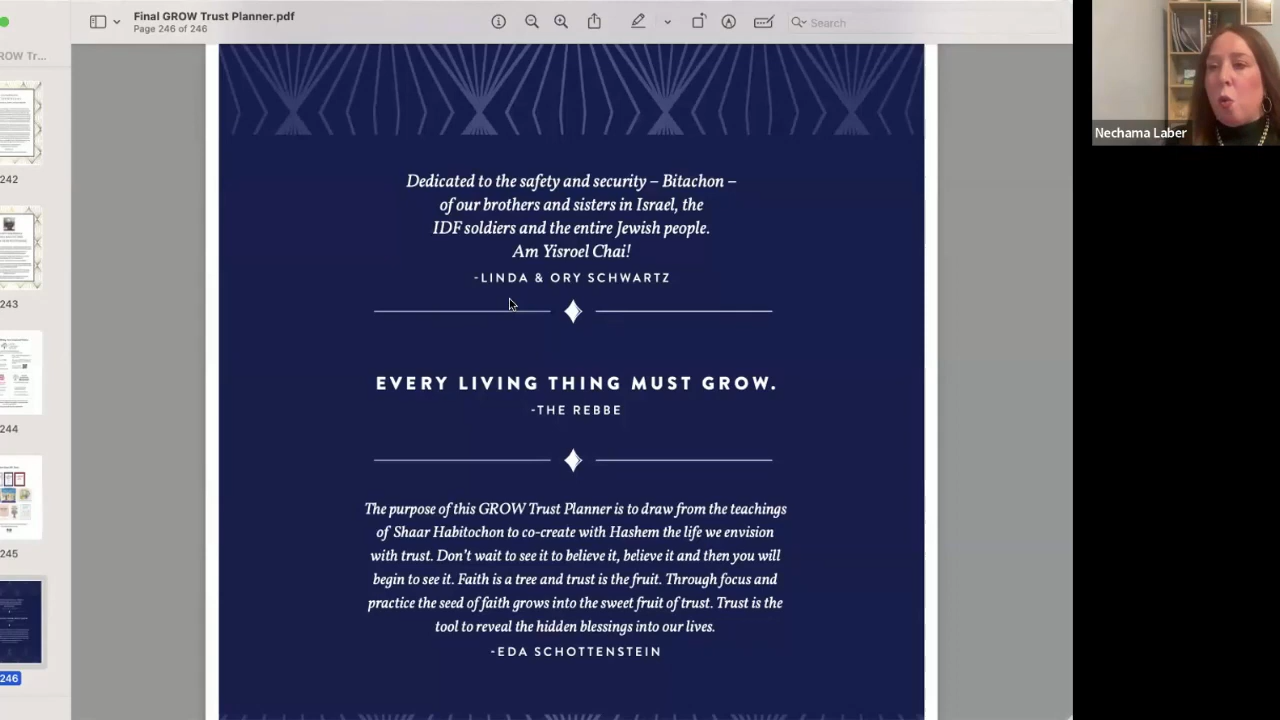 Final GROW Trust Planner.pdf
Page 246 of 246
Search
ROW Tr...
242
243
244
245
246
Dedicated to the safety and security – Bitachon –
of our brothers and sisters in Israel, the
IDF soldiers and the entire Jewish people.
Am Yisroel Chai!
-LINDA & ORY SCHWARTZ
EVERY LIVING THING MUST GROW.
-THE REBBE
The purpose of this GROW Trust Planner is to draw from the teachings
of Shaar Habitochon to co-create with Hashem the life we envision
with trust. Don't wait to see it to believe it, believe it and then you will
begin to see it. Faith is a tree and trust is the fruit. Through focus and
practice the seed of faith grows into the sweet fruit of trust. Trust is the
tool to reveal the hidden blessings into our lives.
-EDA SCHOTTENSTEIN
Nechama Laber